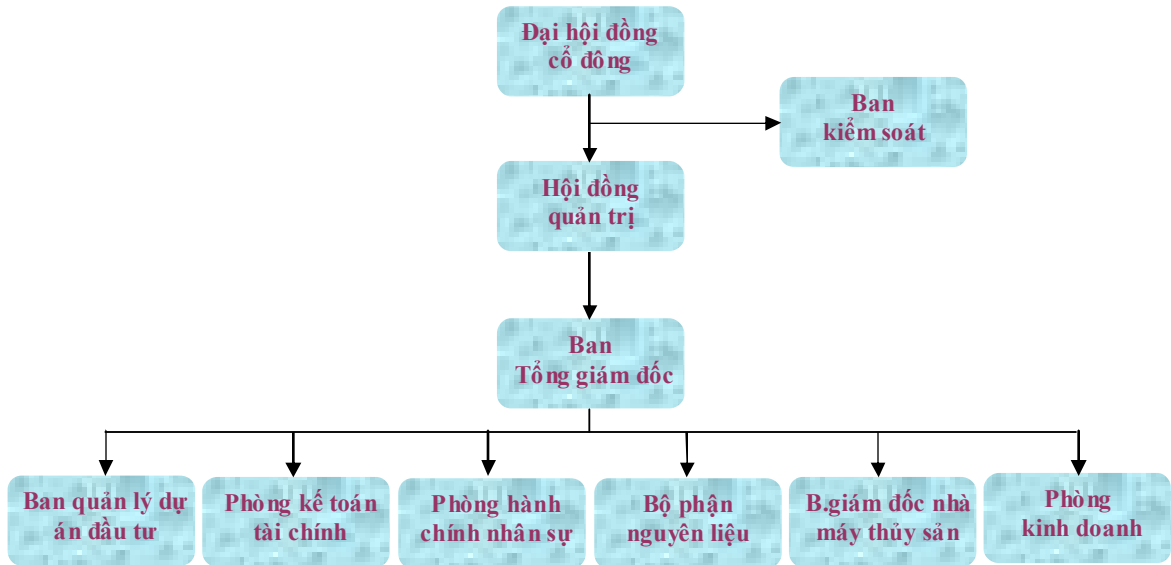 Đại hội đồng
cổ đông
Ban
kiểm soát
Hội đồng
quản trị
Ban
Tổng giám đốc
Ban quản lý dự
án đầu tư
Phòng kế toán
tài chính
Phòng hành
chính nhân sự
Bộ phận
nguyên liệu
B.giám đốc nhà
máy thủy sản
Phòng
kinh doanh